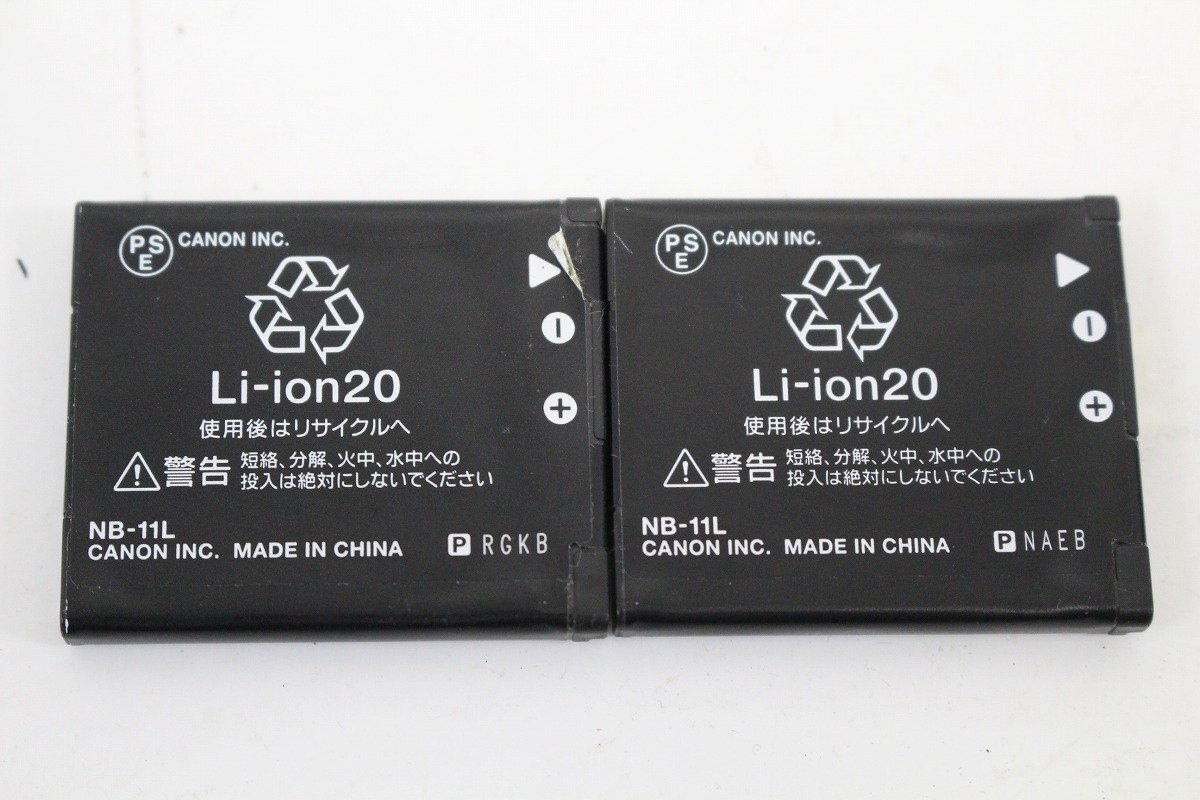 PSE CANON INC.
Li-ion20
使用後はリサイクルへ
警告 短絡、分解、火中、水中への
投入は絶対にしないでください
NB-11L
CANON INC. MADE IN CHINA P RGKB
PSE CANON INC.
Li-ion20
使用後はリサイクルへ
警告 短絡、分解、火中、水中への
投入は絶対にしないでください
NB-11L
CANON INC. MADE IN CHINA P NAEB